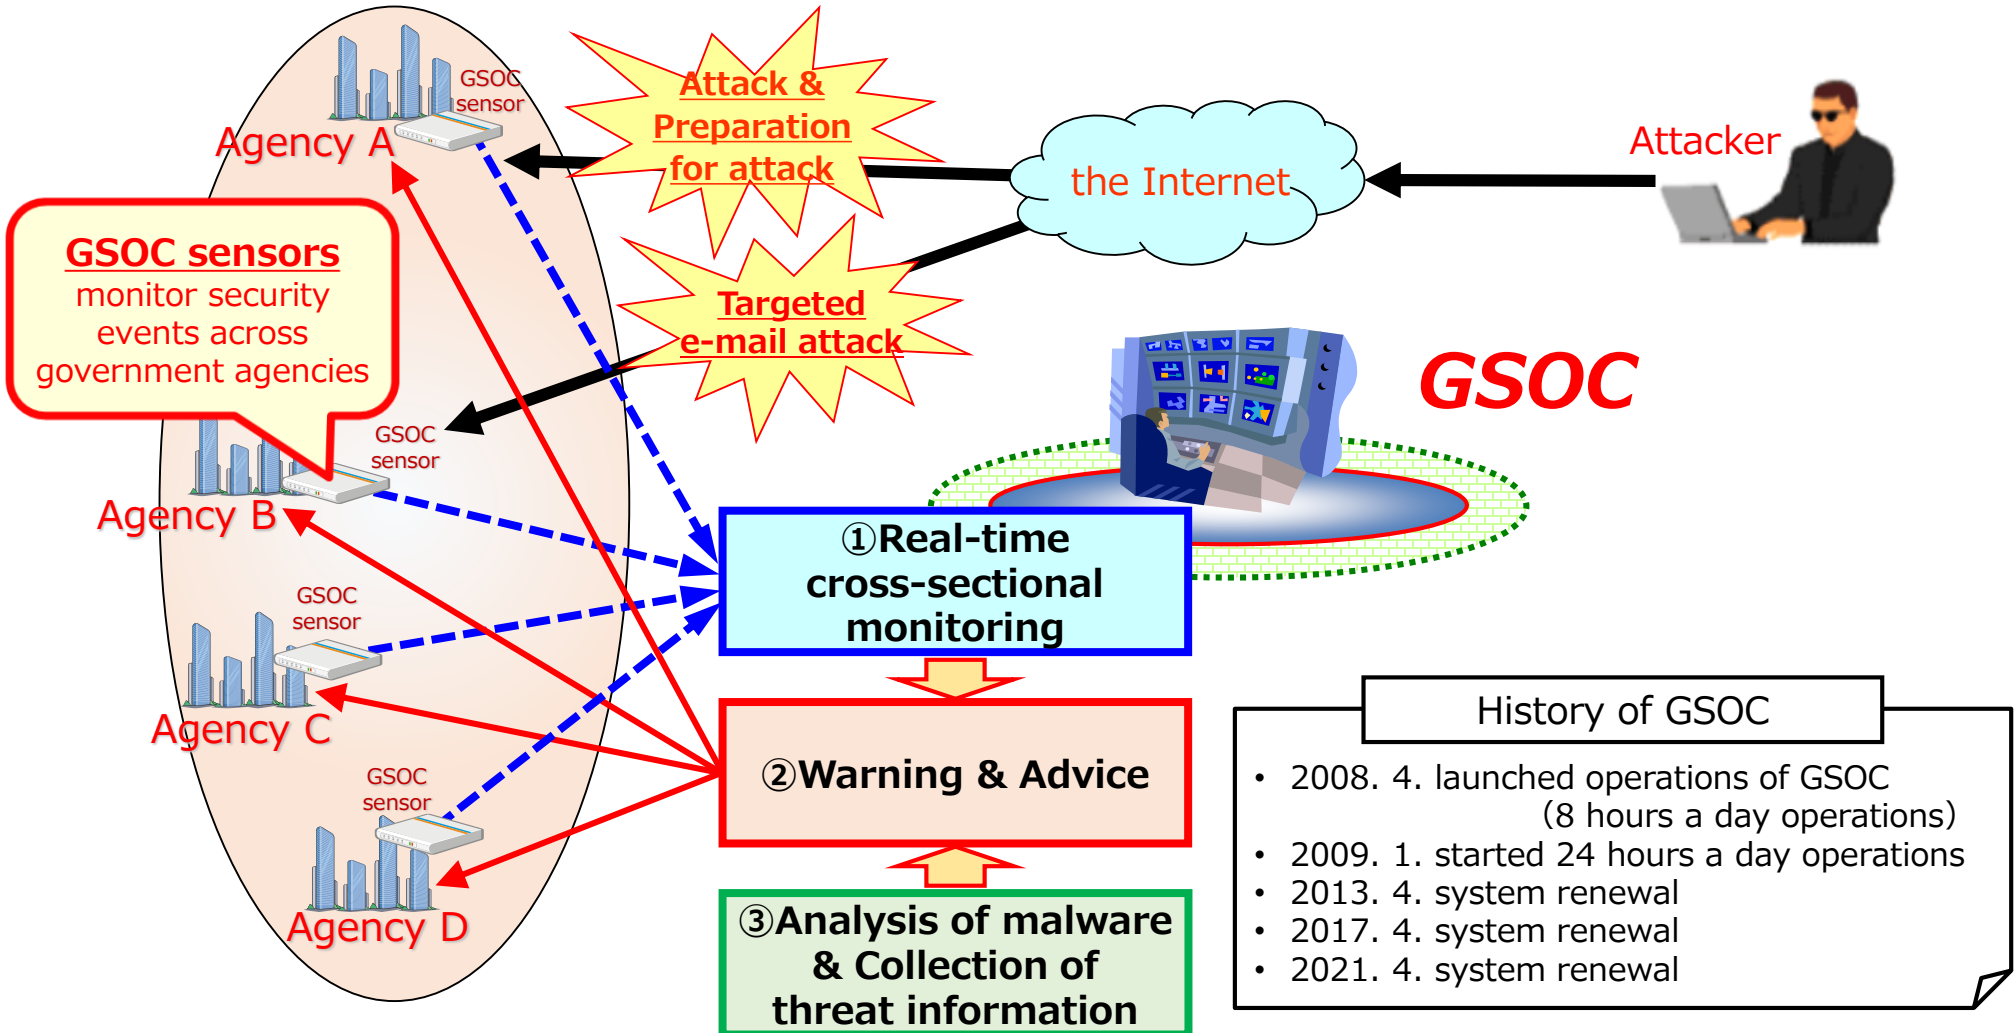 GSOC
sensor
Agency A
Attack &
Preparation
for attack
the Internet
Attacker
GSOC sensors
monitor security
events across
government agencies
Targeted
e-mail attack
GSOC
GSOC
sensor
Agency B
①Real-time
cross-sectional
monitoring
GSOC
sensor
Agency C
②Warning & Advice
GSOC
sensor
Agency D
③Analysis of malware
& Collection of
threat information
History of GSOC
• 2008. 4. launched operations of GSOC
(8 hours a day operations)
• 2009. 1. started 24 hours a day operations
• 2013. 4. system renewal
• 2017. 4. system renewal
• 2021. 4. system renewal